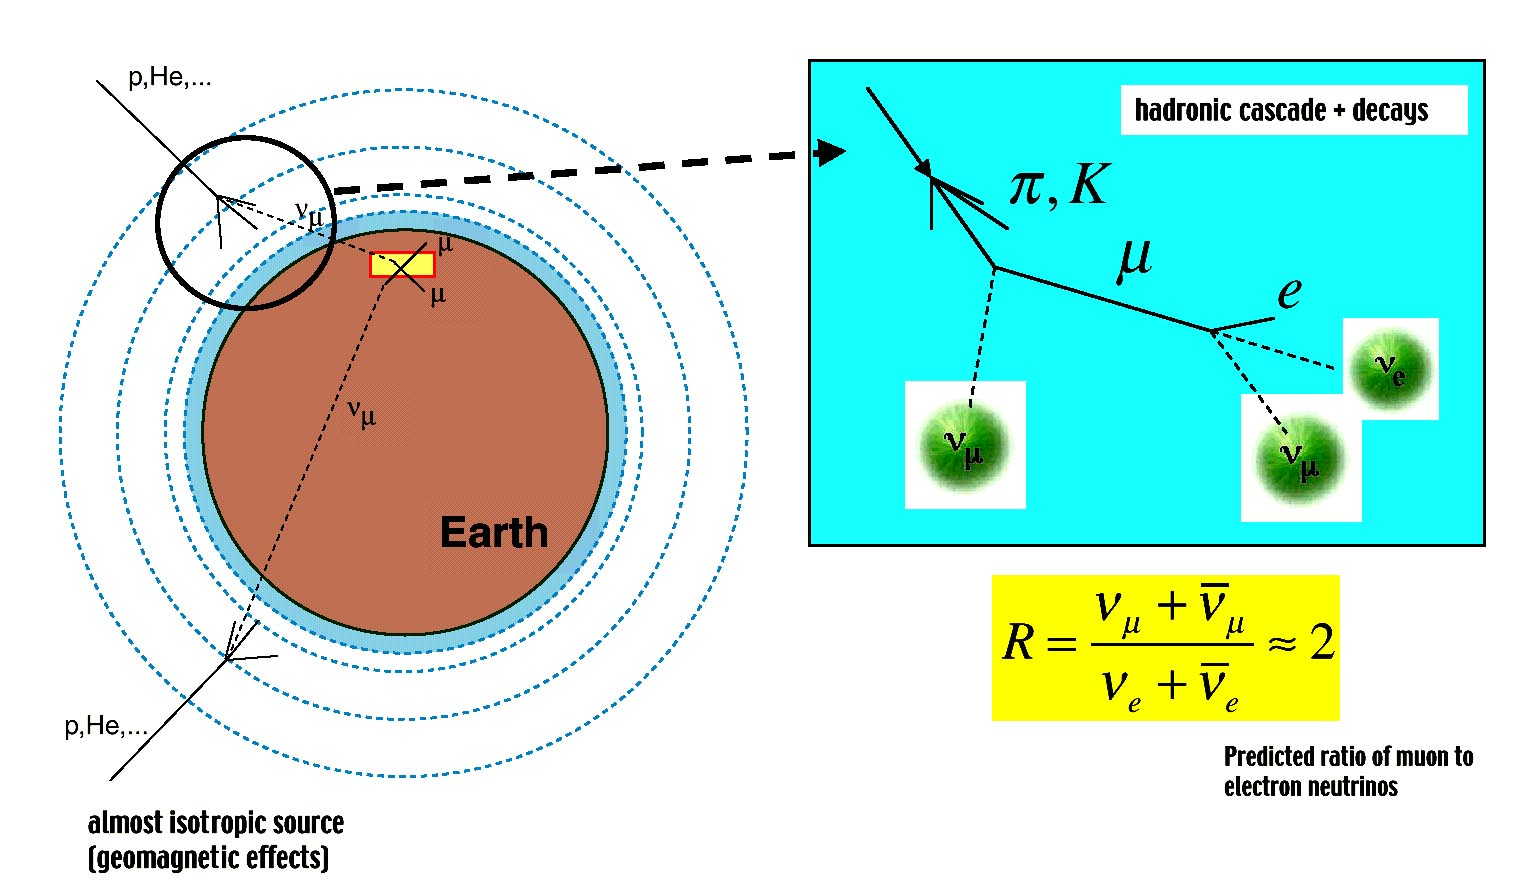 p,He,...
ν_μ
μ
μ
ν_μ
Earth
p,He,...
almost isotropic source
(geomagnetic effects)
hadronic cascade + decays
π, K
μ
e
ν_e
ν_μ
ν_μ
R = (ν_μ + ν̅_μ) / (ν_e + ν̅_e) ≈ 2
Predicted ratio of muon to
electron neutrinos